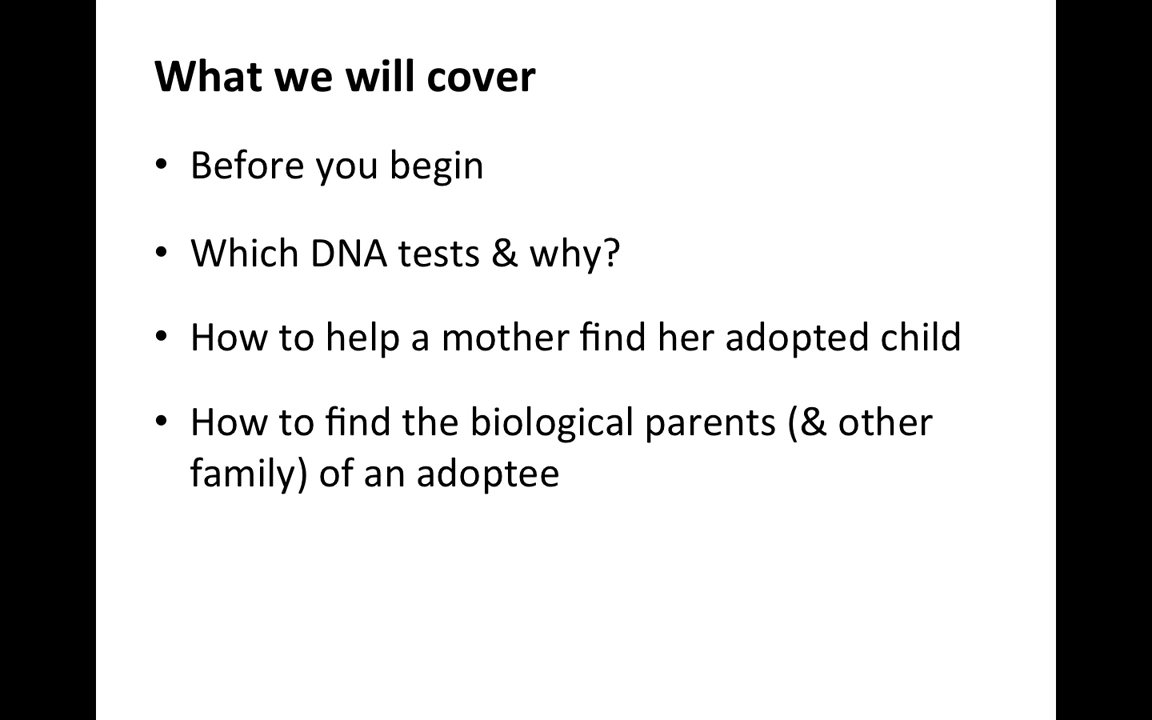 What we will cover
• Before you begin
• Which DNA tests & why?
• How to help a mother find her adopted child
• How to find the biological parents (& other
family) of an adoptee